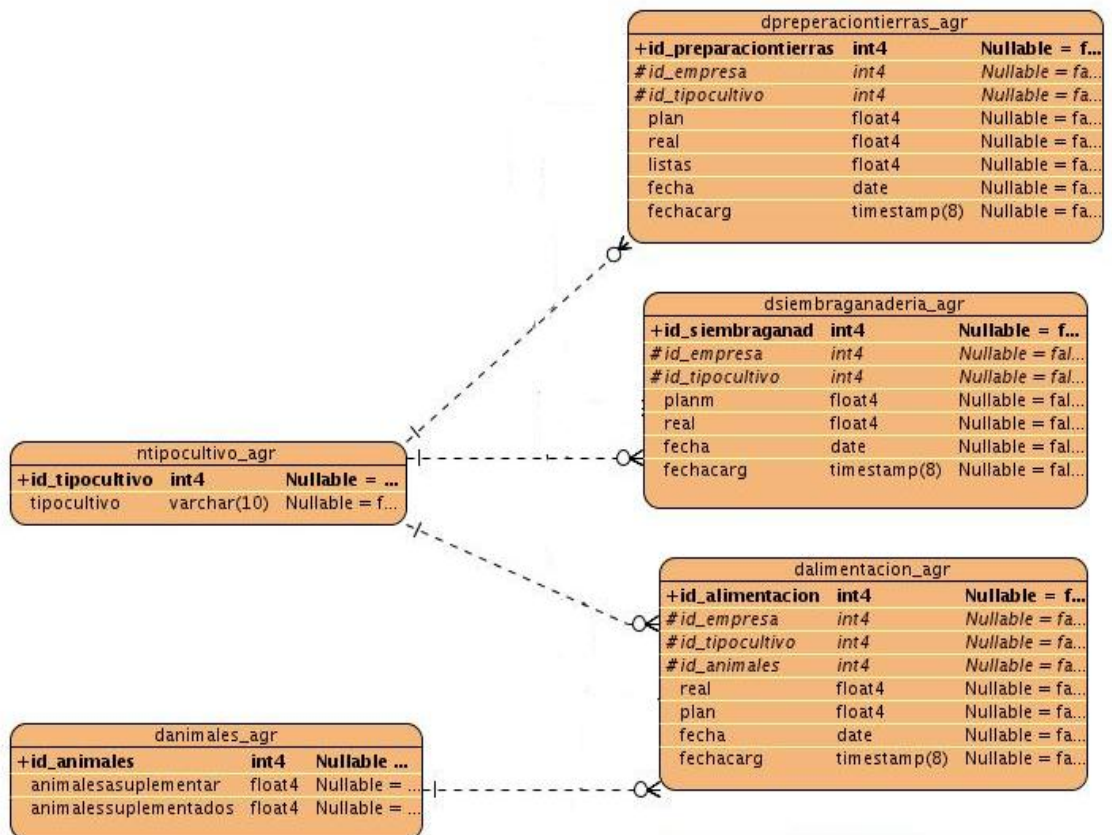 dpreperaciontierras_agr
+id_preparaciontierras int4 Nullable = f...
#id_empresa int4 Nullable = fa...
#id_tipocultivo int4 Nullable = fa...
plan float4 Nullable = fa...
real float4 Nullable = fa...
listas float4 Nullable = fa...
fecha date Nullable = fa...
fechacarg timestamp(8) Nullable = fa...
dsiembraganaderia_agr
+id_siembraganad int4 Nullable = f...
#id_empresa int4 Nullable = fal...
#id_tipocultivo int4 Nullable = fal...
planm float4 Nullable = fal...
real float4 Nullable = fal...
fecha date Nullable = fal...
fechacarg timestamp(8) Nullable = fal...
ntipocultivo_agr
+id_tipocultivo int4 Nullable = ...
tipocultivo varchar(10) Nullable = f...
dalimentacion_agr
+id_alimentacion int4 Nullable = f...
#id_empresa int4 Nullable = fa...
#id_tipocultivo int4 Nullable = fa...
#id_animales int4 Nullable = fa...
real float4 Nullable = fa...
plan float4 Nullable = fa...
fecha date Nullable = fa...
fechacarg timestamp(8) Nullable = fa...
danimales_agr
+id_animales int4 Nullable ...
animalesasuplementar float4 Nullable = ...
animalessuplementados float4 Nullable = ...